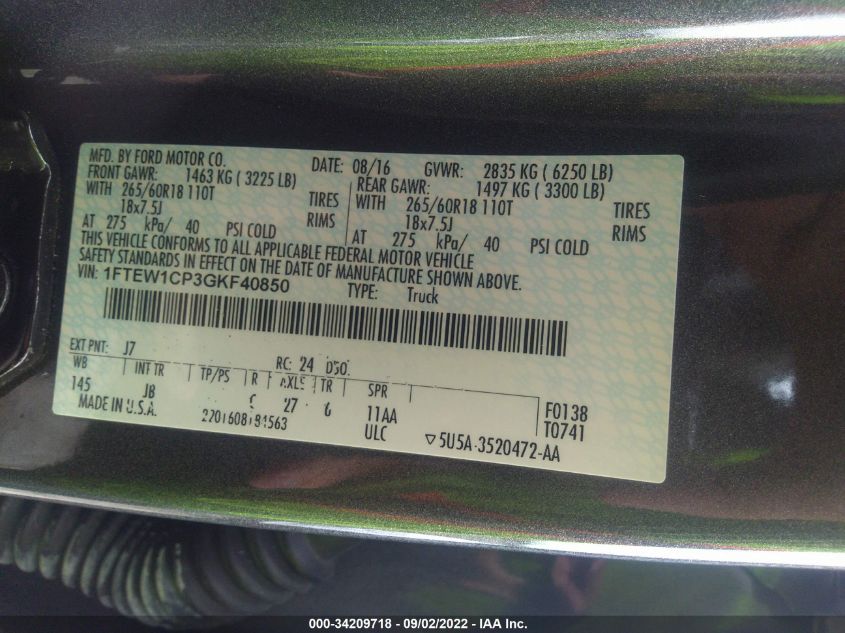 MFD. BY FORD MOTOR CO. DATE: 08/16 GVWR: 2835 KG ( 6250 LB)
FRONT GAWR: 1463 KG ( 3225 LB) REAR GAWR: 1497 KG ( 3300 LB)
WITH 265/60R18 110T TIRES WITH 265/60R18 110T TIRES
18x7.5J RIMS 18x7.5J RIMS
AT 275 kPa/ 40 PSI COLD AT 275 kPa/ 40 PSI COLD
THIS VEHICLE CONFORMS TO ALL APPLICABLE FEDERAL MOTOR VEHICLE
SAFETY STANDARDS IN EFFECT ON THE DATE OF MANUFACTURE SHOWN ABOVE.
VIN: 1FTEW1CP3GKF40850
TYPE: Truck
EXT PNT: J7 RC: 24 DSO:
WB INT TR TP/PS R AXLE TR SPR
145 JB 27 6 11AA F0138
MADE IN U.S.A. ULC T0741
5U5A-3520472-AA
000-34209718 - 09/02/2022 - IAA Inc.